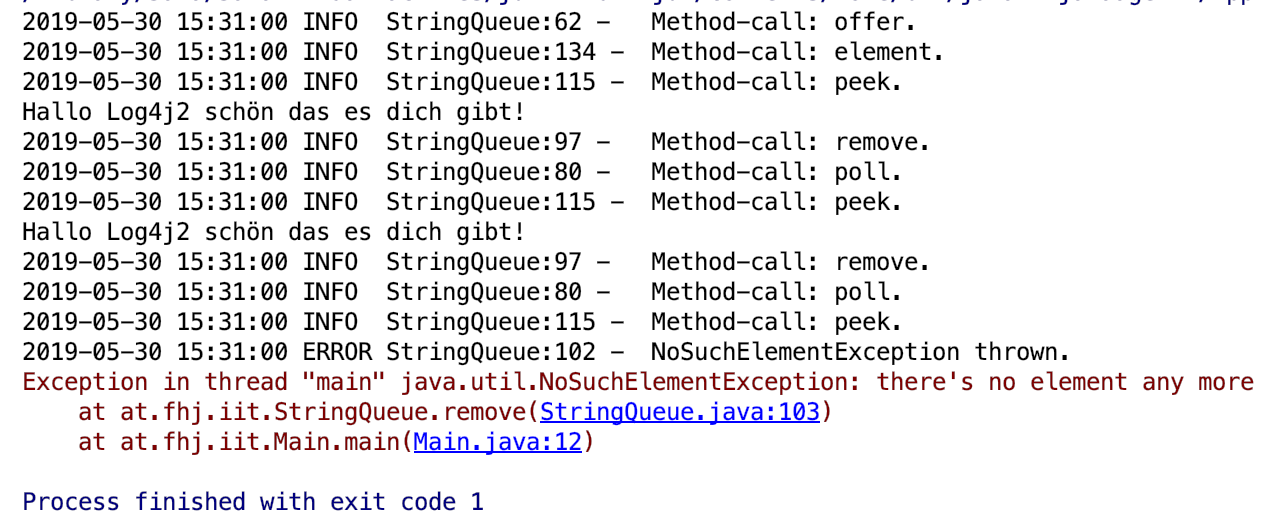 2019-05-30 15:31:00 INFO  StringQueue:62 -  Method-call: offer.
2019-05-30 15:31:00 INFO  StringQueue:134 -  Method-call: element.
2019-05-30 15:31:00 INFO  StringQueue:115 -  Method-call: peek.
Hallo Log4j2 schön das es dich gibt!
2019-05-30 15:31:00 INFO  StringQueue:97 -  Method-call: remove.
2019-05-30 15:31:00 INFO  StringQueue:80 -  Method-call: poll.
2019-05-30 15:31:00 INFO  StringQueue:115 -  Method-call: peek.
Hallo Log4j2 schön das es dich gibt!
2019-05-30 15:31:00 INFO  StringQueue:97 -  Method-call: remove.
2019-05-30 15:31:00 INFO  StringQueue:80 -  Method-call: poll.
2019-05-30 15:31:00 INFO  StringQueue:115 -  Method-call: peek.
2019-05-30 15:31:00 ERROR StringQueue:102 -  NoSuchElementException thrown.
Exception in thread "main" java.util.NoSuchElementException: there's no element any more
    at at.fhj.iit.StringQueue.remove(StringQueue.java:103)
    at at.fhj.iit.Main.main(Main.java:12)
Process finished with exit code 1